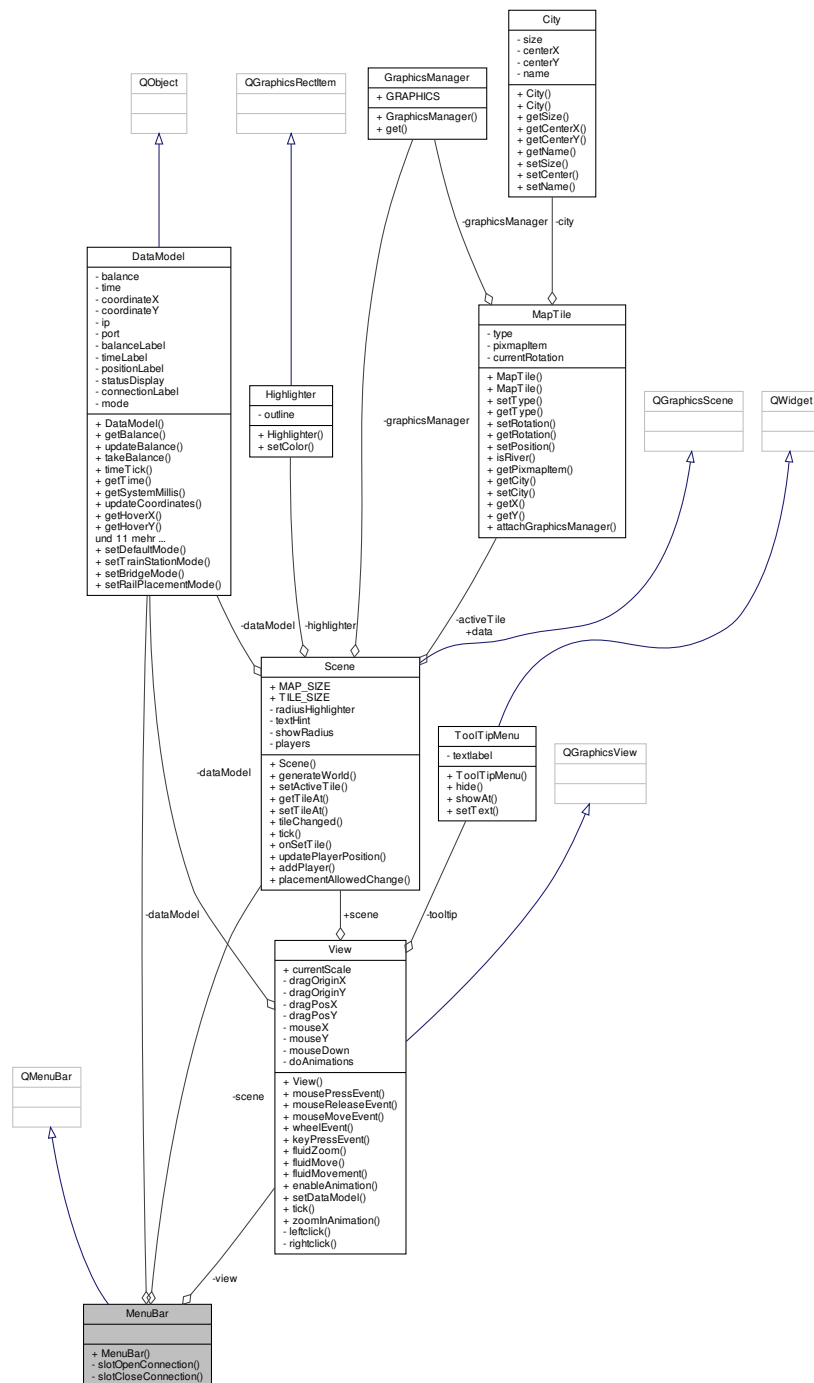 City
- size
- centerX
- centerY
- name
+ City()
+ City()
+ getSize()
+ getCenterX()
+ getCenterY()
+ getName()
+ setSize()
+ setCenter()
+ setName()
GraphicsManager
+ GRAPHICS
+ GraphicsManager()
+ get()
QObject
QGraphicsRectItem
-graphicsManager
-city
DataModel
- balance
- time
- coordinateX
- coordinateY
- ip
- port
- balanceLabel
- timeLabel
- positionLabel
- statusDisplay
- connectionLabel
- mode
+ DataModel()
+ getBalance()
+ updateBalance()
+ takeBalance()
+ timeTick()
+ getTime()
+ getSystemMillis()
+ updateCoordinates()
+ getHoverX()
+ getHoverY()
und 11 mehr ...
+ setDefaultMode()
+ setTrainStationMode()
+ setBridgeMode()
+ setRailPlacementMode()
MapTile
- type
- pixmapItem
- currentRotation
+ MapTile()
+ MapTile()
+ setType()
+ getType()
+ setRotation()
+ getRotation()
+ setPosition()
+ isRiver()
+ getPixmapItem()
+ getCity()
+ setCity()
+ getX()
+ getY()
+ attachGraphicsManager()
Highlighter
- outline
+ Highlighter()
+ setColor()
-graphicsManager
QGraphicsScene
QWidget
-dataModel
-highlighter
-activeTile
+data
Scene
+ MAP_SIZE
+ TILE_SIZE
- radiusHighlighter
- textHint
- showRadius
- players
+ Scene()
+ generateWorld()
+ setActiveTile()
+ getTileAt()
+ setTileAt()
+ tileChanged()
+ tick()
+ onSetTile()
+ updatePlayerPosition()
+ addPlayer()
+ placementAllowedChange()
ToolTipMenu
- textlabel
+ ToolTipMenu()
+ hide()
+ showAt()
+ setText()
QGraphicsView
-dataModel
-dataModel
+scene
-tooltip
View
+ currentScale
- dragOriginX
- dragOriginY
- dragPosX
- dragPosY
- mouseX
- mouseY
- mouseDown
- doAnimations
+ View()
+ mousePressEvent()
+ mouseReleaseEvent()
+ mouseMoveEvent()
+ wheelEvent()
+ keyPressEvent()
+ fluidZoom()
+ fluidMove()
+ fluidMovement()
+ enableAnimation()
+ setDataModel()
+ tick()
+ zoomInAnimation()
- leftclick()
- rightclick()
QMenuBar
-scene
-view
MenuBar
+ MenuBar()
- slotOpenConnection()
- slotCloseConnection()